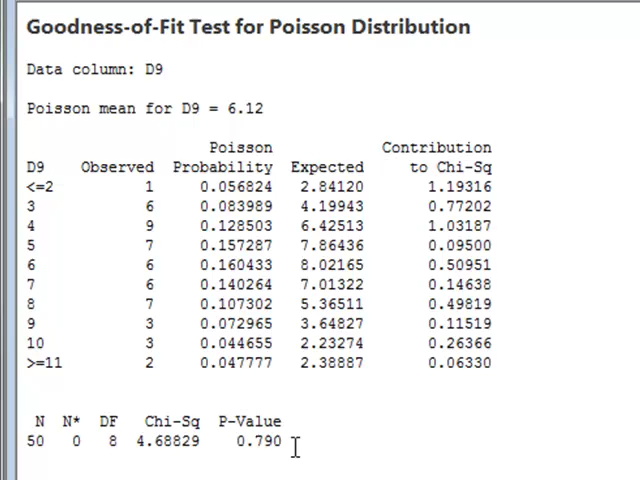 Goodness-of-Fit Test for Poisson Distribution
Data column: D9
Poisson mean for D9 = 6.12
Poisson Contribution
D9 Observed Probability Expected to Chi-Sq
<=2 1 0.056824 2.84120 1.19316
3 6 0.083989 4.19943 0.77202
4 9 0.128503 6.42513 1.03187
5 7 0.157287 7.86436 0.09500
6 6 0.160433 8.02165 0.50951
7 6 0.140264 7.01322 0.14638
8 7 0.107302 5.36511 0.49819
9 3 0.072965 3.64827 0.11519
10 3 0.044655 2.23274 0.26366
>=11 2 0.047777 2.38887 0.06330
N N* DF Chi-Sq P-Value
50 0 8 4.68829 0.790